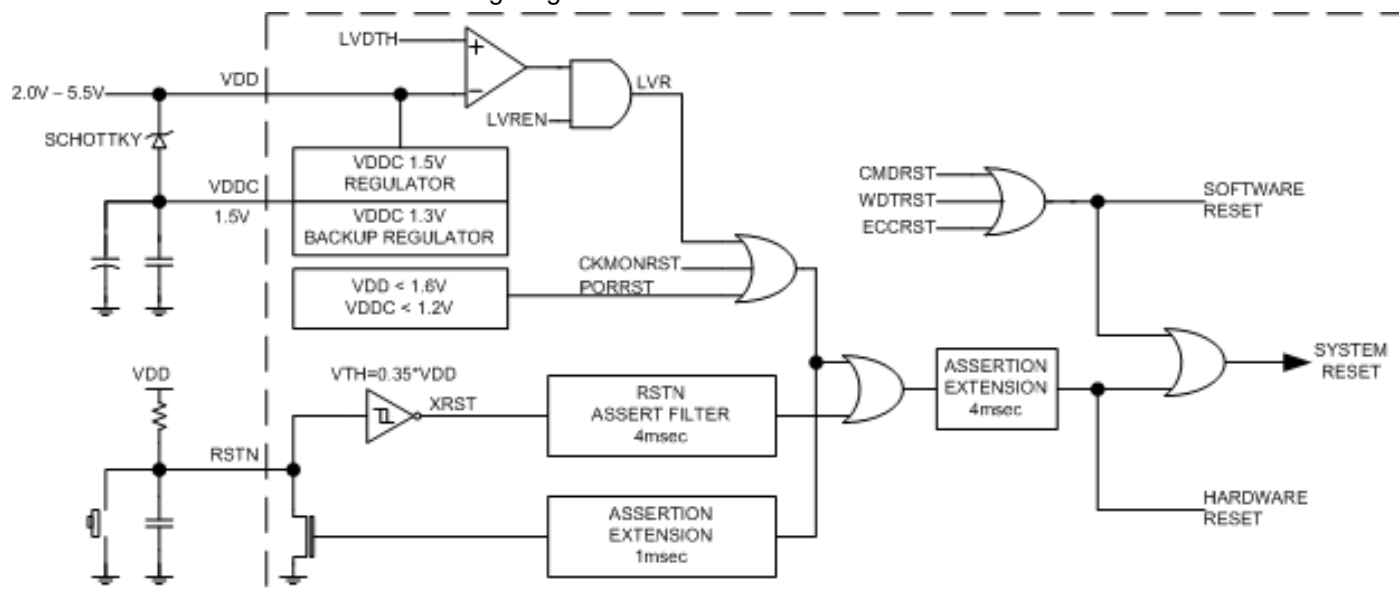 LVDTH
VDD
2.0V – 5.5V
LVR
LVREN
SCHOTTKY
VDDC 1.5V
REGULATOR
VDDC
1.5V
VDDC 1.3V
BACKUP REGULATOR
CMDRST
WDTRST
ECCRST
SOFTWARE
RESET
CKMONRST
PORRST
VDD < 1.6V
VDDC < 1.2V
VDD
VTH=0.35*VDD
XRST
RSTN
ASSERT FILTER
4msec
ASSERTION
EXTENSION
4msec
SYSTEM
RESET
RSTN
ASSERTION
EXTENSION
1msec
HARDWARE
RESET